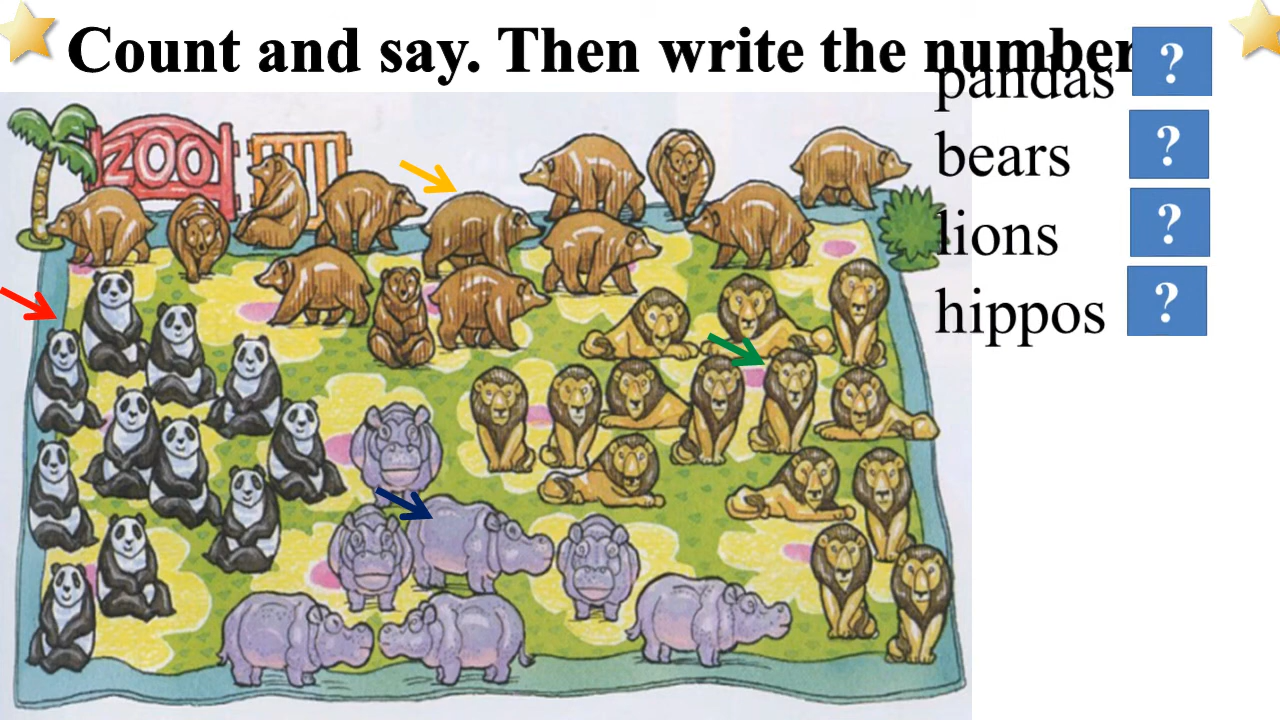 Count and say. Then write the number
pandas ?
bears ?
lions ?
hippos ?
ZOO